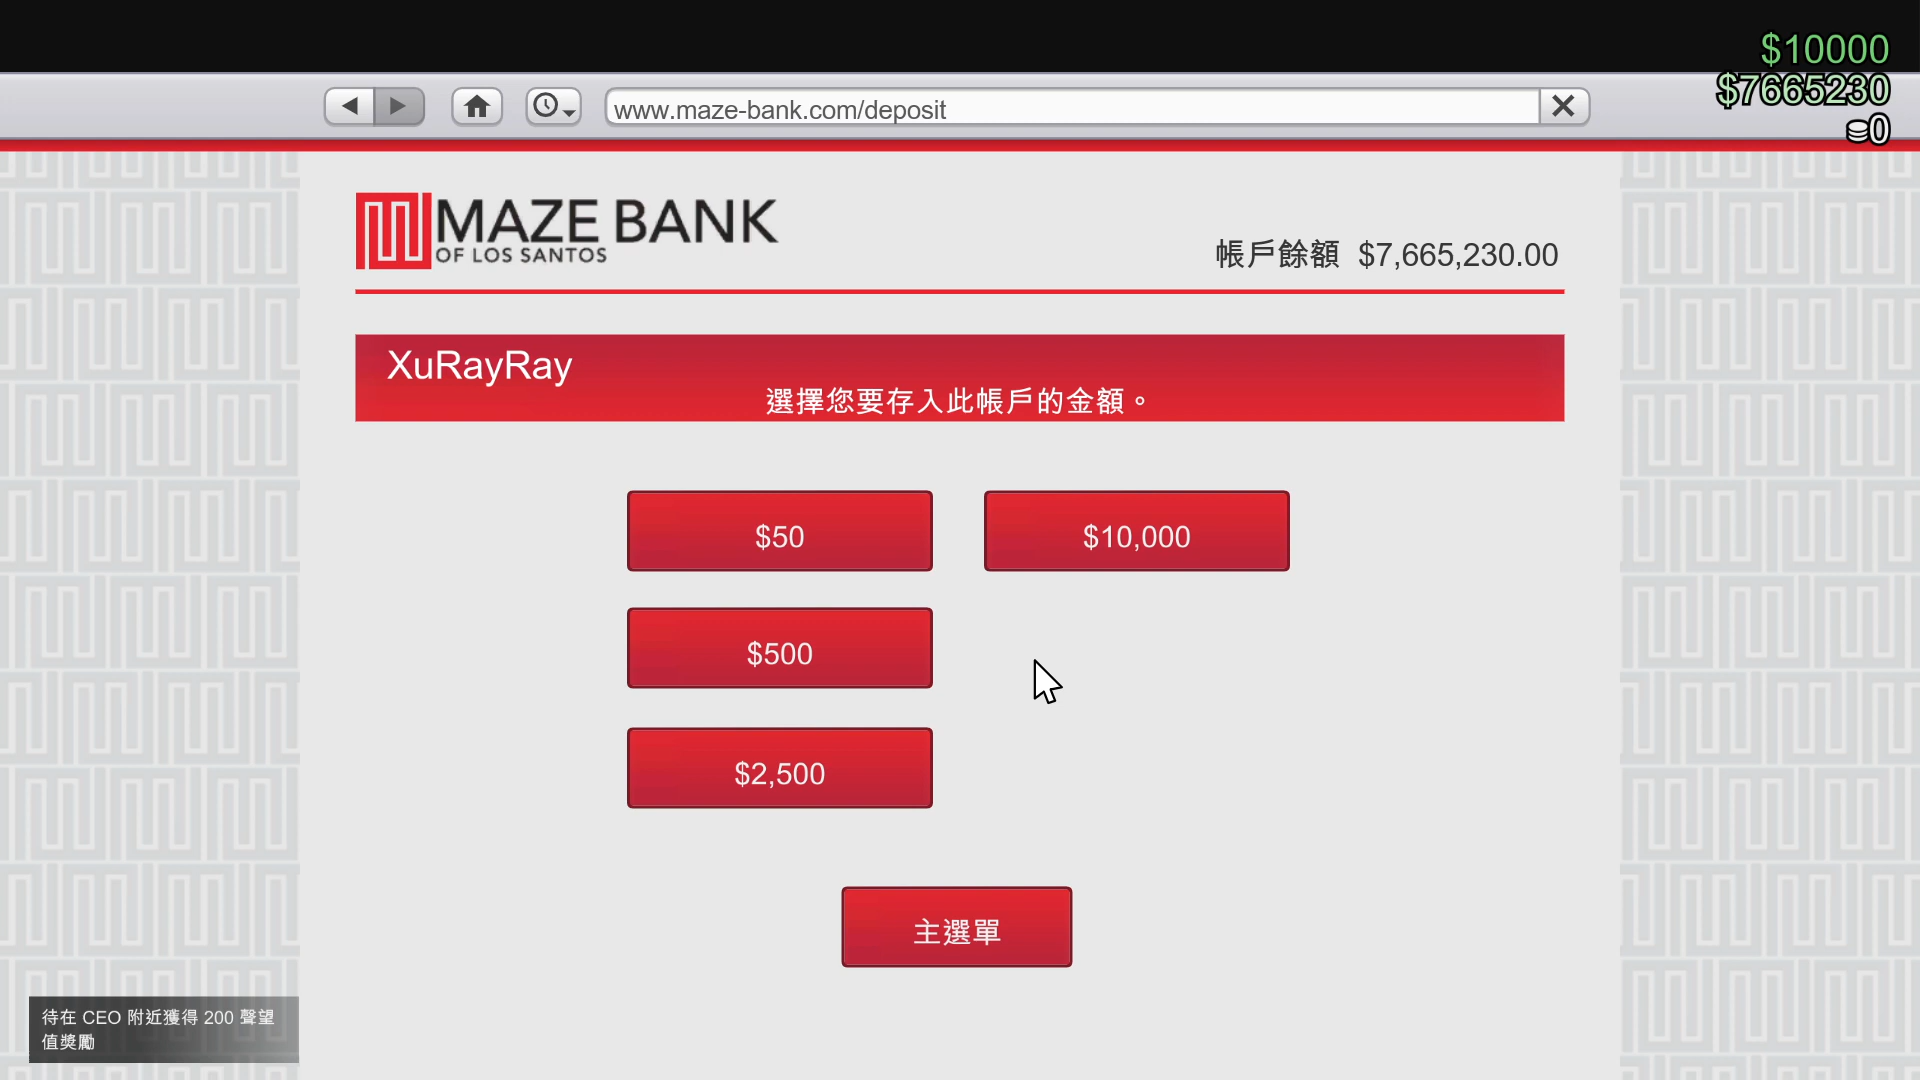 $10000
$7665230
0
www.maze-bank.com/deposit
MAZE BANK
OF LOS SANTOS
帳戶餘額 $7,665,230.00
XuRayRay
選擇您要存入此帳戶的金額。
$50
$10,000
$500
$2,500
主選單
待在 CEO 附近獲得 200 聲望
值獎勵